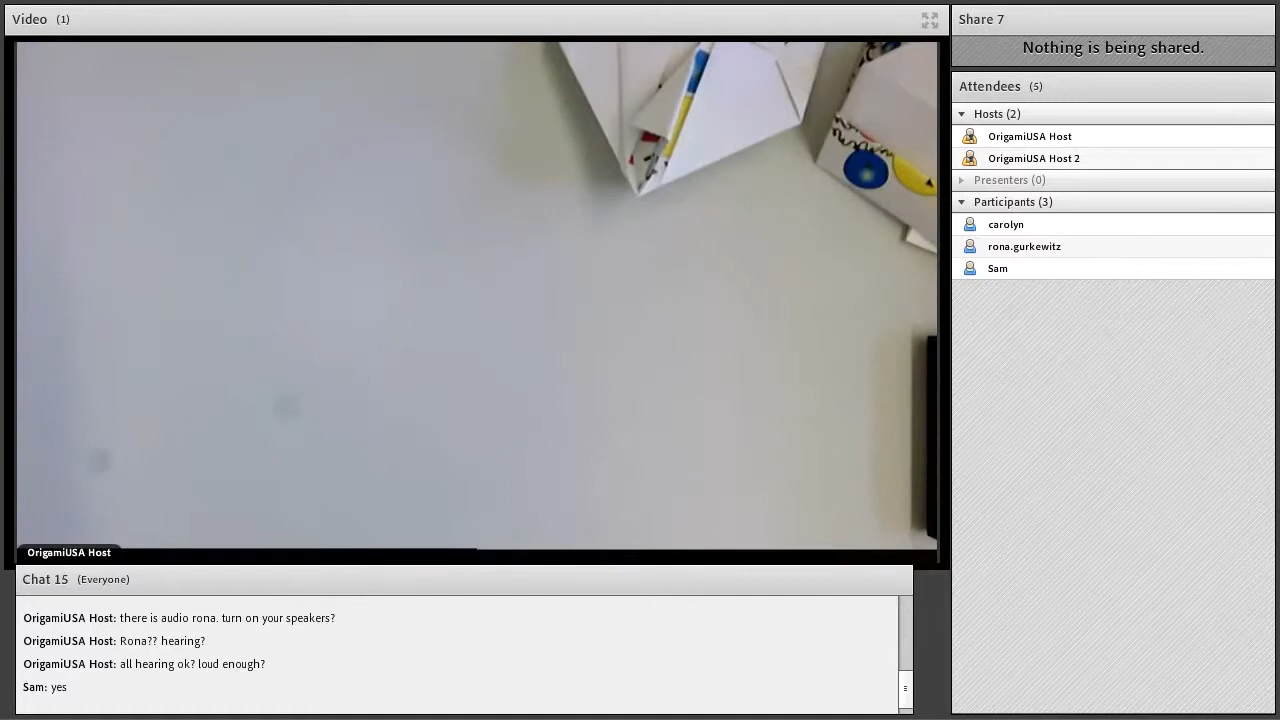 Video (1)
Share 7
Nothing is being shared.
Attendees (5)
Hosts (2)
OrigamiUSA Host
OrigamiUSA Host 2
Presenters (0)
Participants (3)
carolyn
rona.gurkewitz
Sam
OrigamiUSA Host
Chat 15 (Everyone)
OrigamiUSA Host: there is audio rona. turn on your speakers?
OrigamiUSA Host: Rona?? hearing?
OrigamiUSA Host: all hearing ok? loud enough?
Sam: yes